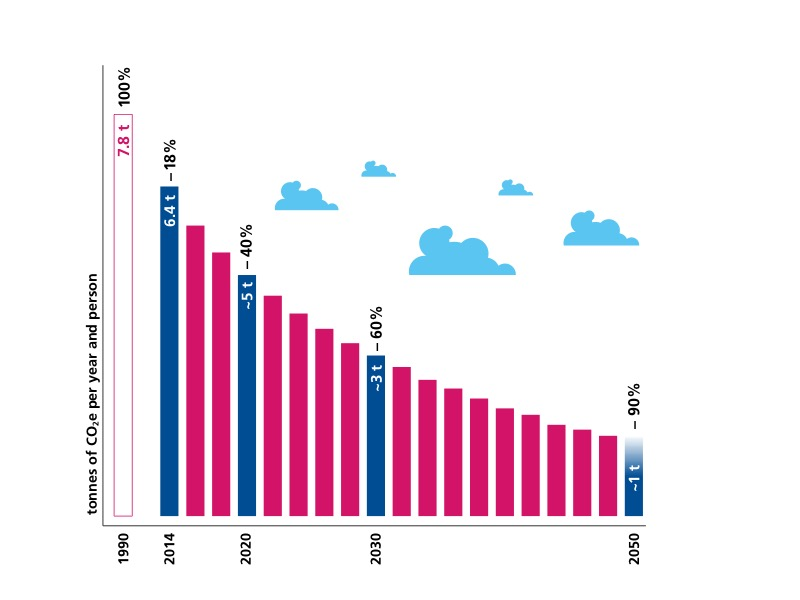 tonnes of CO₂e per year and person
100%
7.8 t
– 18%
6.4 t
– 40%
~5 t
– 60%
~3 t
– 90%
~1 t
1990
2014
2020
2030
2050